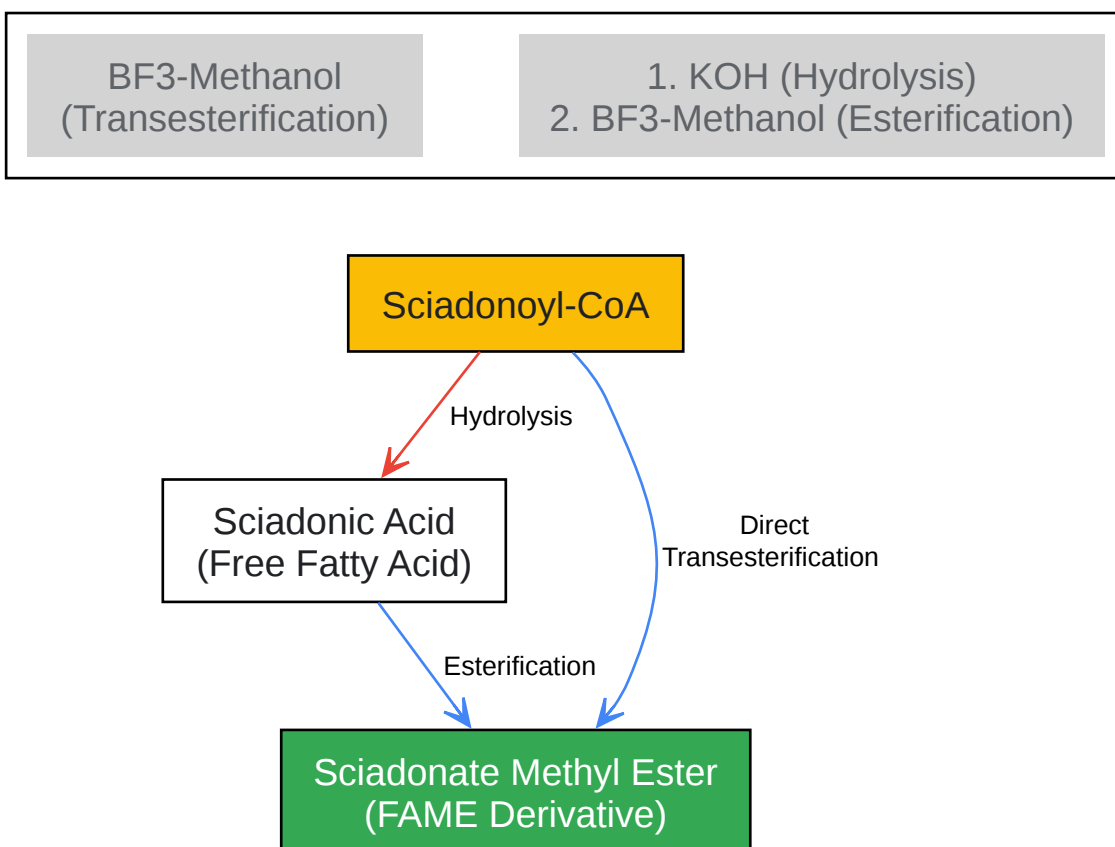 BF3-Methanol
(Transesterification)
1. KOH (Hydrolysis)
2. BF3-Methanol (Esterification)
Sciadonoyl-CoA
Hydrolysis
Sciadonic Acid
(Free Fatty Acid)
Direct
Transesterification
Esterification
Sciadonate Methyl Ester
(FAME Derivative)